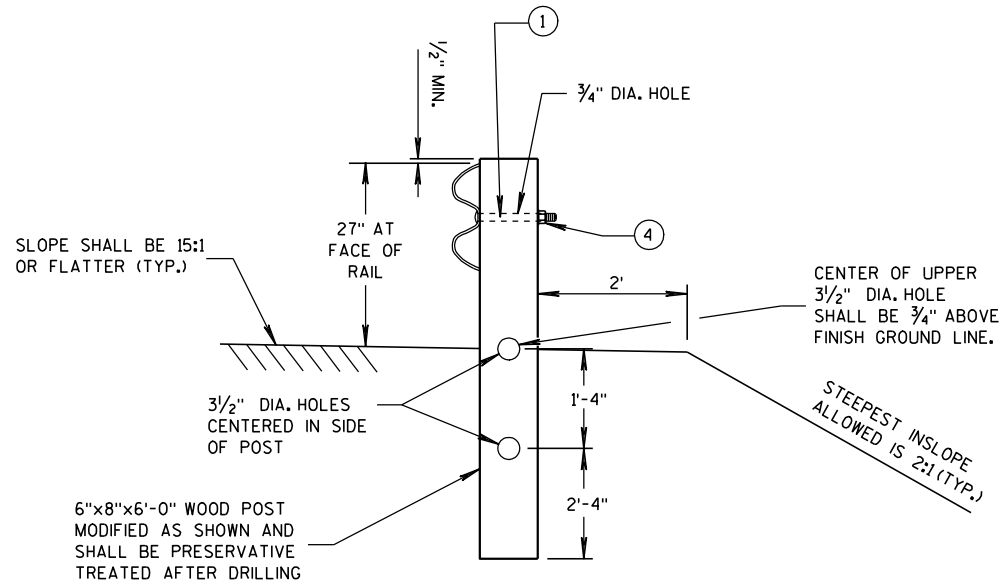 1
½" MIN.
¾" DIA. HOLE
27" AT
FACE OF
RAIL
4
SLOPE SHALL BE 15:1
OR FLATTER (TYP.)
2'
CENTER OF UPPER
3½" DIA. HOLE
SHALL BE ¾" ABOVE
FINISH GROUND LINE.
3½" DIA. HOLES
CENTERED IN SIDE
OF POST
1'-4"
STEEPEST INSLOPE
ALLOWED IS 2:1 (TYP.)
2'-4"
6"x8"x6'-0" WOOD POST
MODIFIED AS SHOWN AND
SHALL BE PRESERVATIVE
TREATED AFTER DRILLING